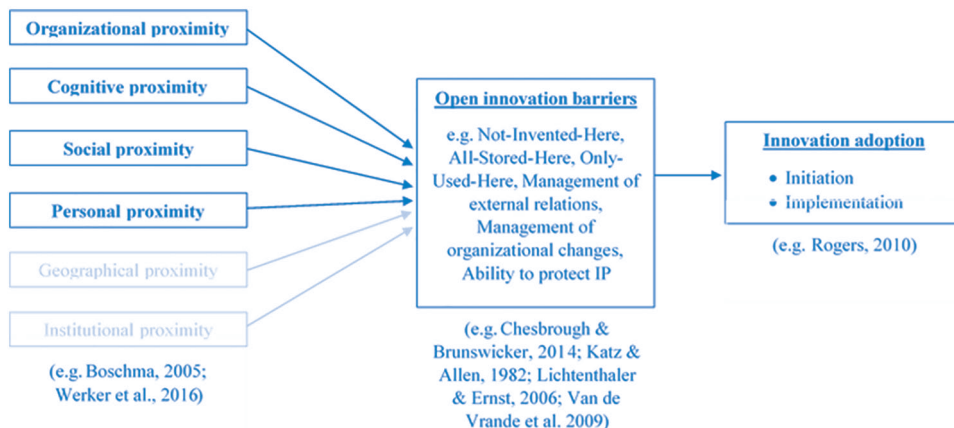 Organizational proximity
Cognitive proximity
Social proximity
Personal proximity
Geographical proximity
Institutional proximity
(e.g. Boschma, 2005;
Werker et al., 2016)
Open innovation barriers
e.g. Not-Invented-Here,
All-Stored-Here, Only-
Used-Here, Management of
external relations,
Management of
organizational changes,
Ability to protect IP
(e.g. Chesbrough &
Brunswicker, 2014; Katz &
Allen, 1982; Lichtenthaler
& Ernst, 2006; Van de
Vrande et al. 2009)
Innovation adoption
• Initiation
• Implementation
(e.g. Rogers, 2010)